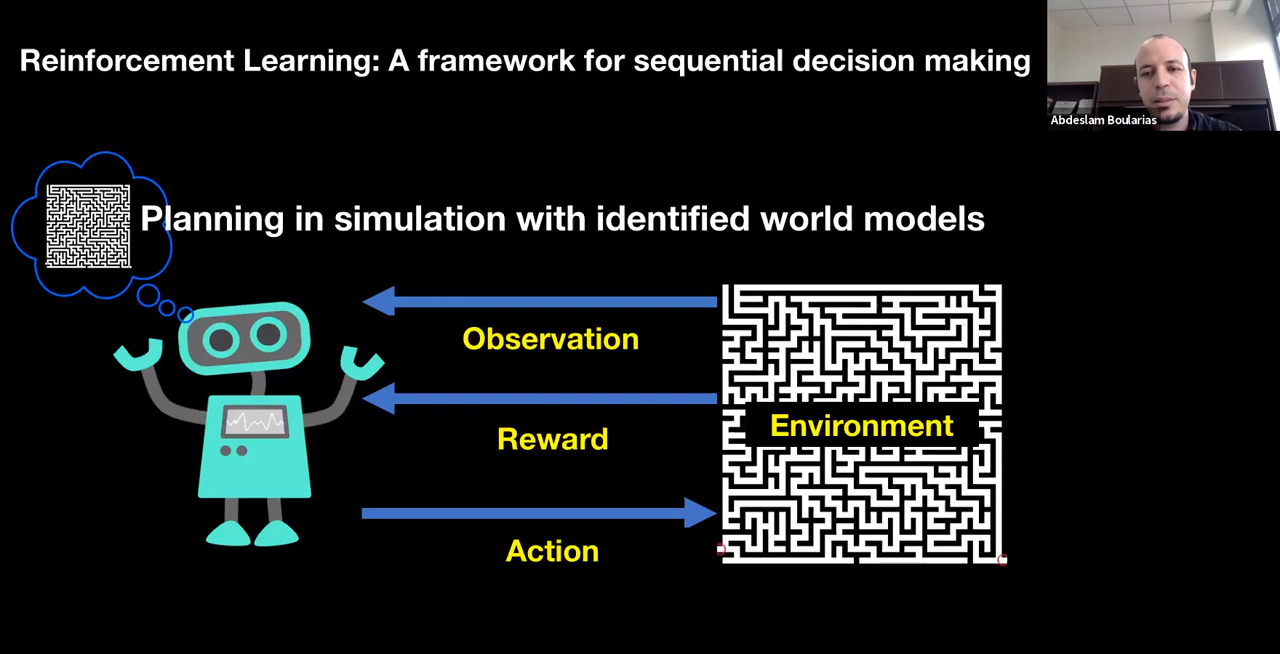 Reinforcement Learning: A framework for sequential decision making
Abdeslam Boularias
Planning in simulation with identified world models
Observation
Reward
Environment
Action